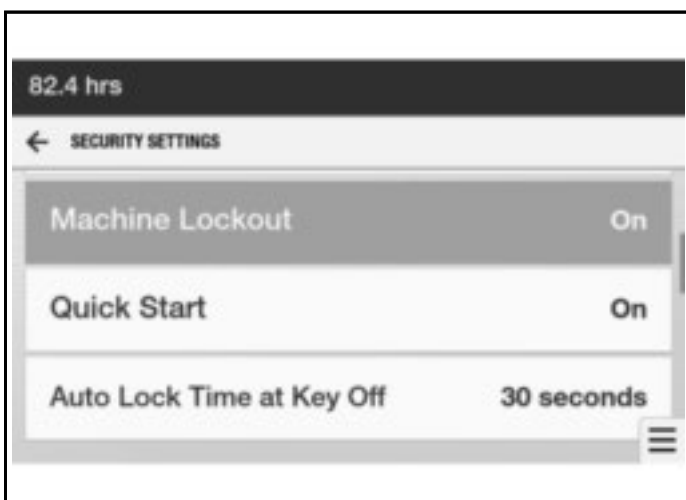 82.4 hrs
SECURITY SETTINGS
Machine Lockout On
Quick Start On
Auto Lock Time at Key Off 30 seconds